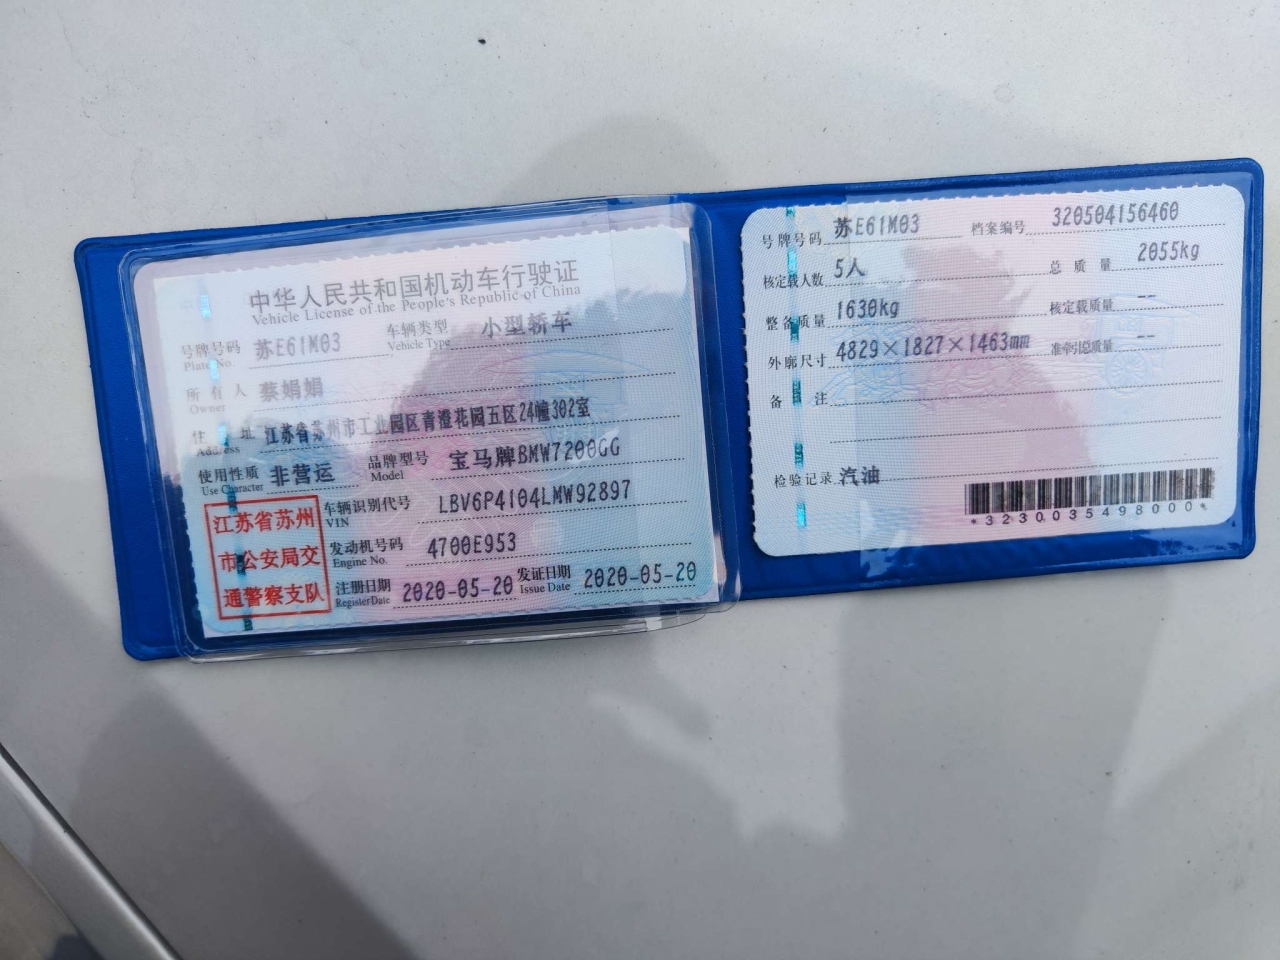 中华人民共和国机动车行驶证
Vehicle License of the People's Republic of China
号牌号码 苏E61M03 车辆类型 小型轿车
Plate No. Vehicle Type
所有人 蔡娟娟
Owner
住址 江苏省苏州市工业园区青澄花园五区24幢302室
Address
使用性质 非营运 品牌型号 宝马牌BMW7200GG
Use Character Model
江苏省苏州
市公安局交
通警察支队
车辆识别代号 LBV6P4104LMW92897
VIN
发动机号码 4700E953
Engine No.
注册日期 2020-05-20 发证日期 2020-05-20
Register Date Issue Date
号牌号码 苏E61M03 档案编号 320504156460
核定载人数 5人 总质量 2055kg
整备质量 1630kg 核定载质量 --
外廓尺寸 4829×1827×1463mm 准牵引总质量 --
备注
检验记录 汽油
*3230035498000*